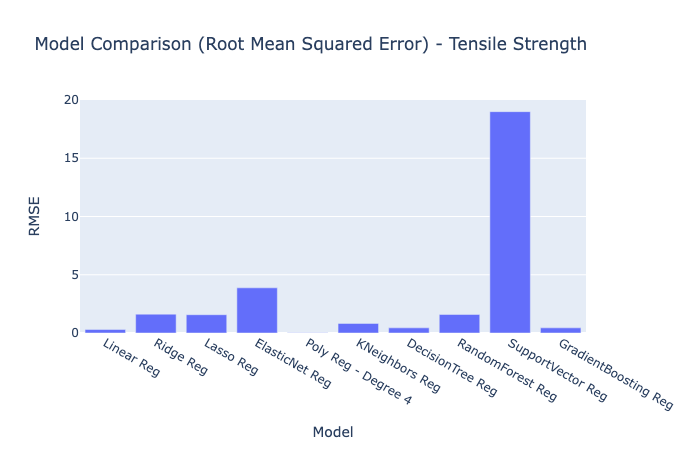 Model Comparison (Root Mean Squared Error) - Tensile Strength
20
15
10
5
0
RMSE
Linear Reg
Ridge Reg
Lasso Reg
ElasticNet Reg
Poly Reg - Degree 4
KNeighbors Reg
DecisionTree Reg
RandomForest Reg
SupportVector Reg
GradientBoosting Reg
Model